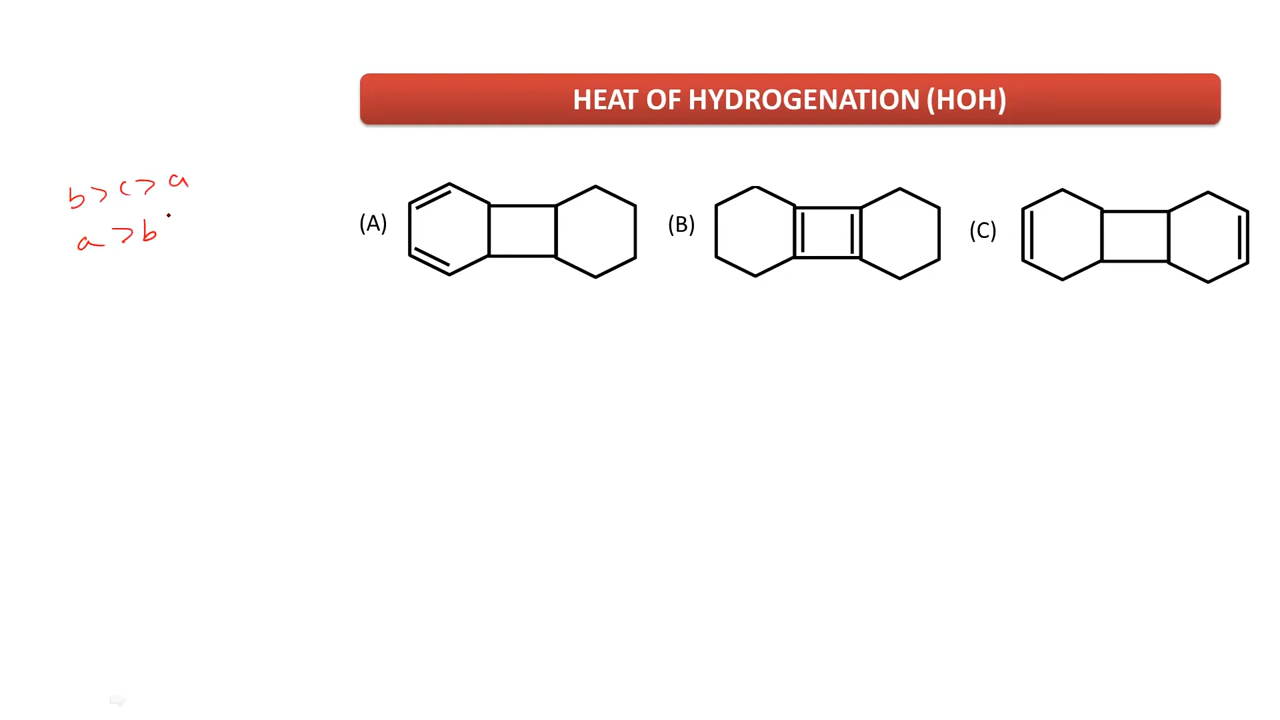 HEAT OF HYDROGENATION (HOH)
b > c > a
a > b
(A)
(B)
(C)